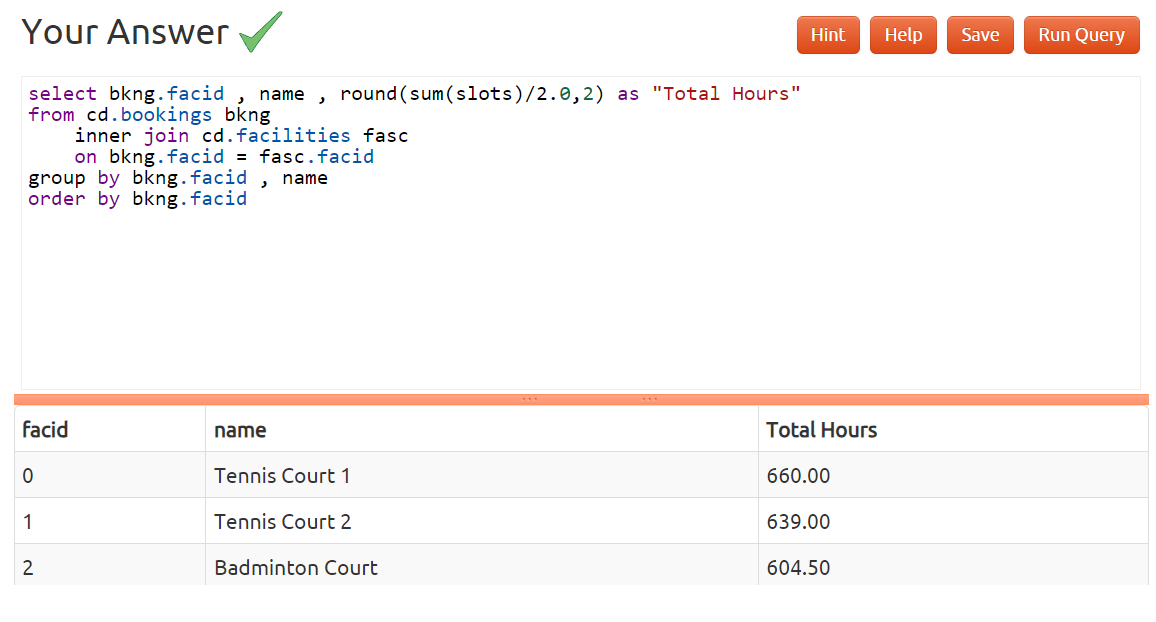 Your Answer
Hint Help Save Run Query
select bkng.facid , name , round(sum(slots)/2.0,2) as "Total Hours"
from cd.bookings bkng
    inner join cd.facilities fasc
    on bkng.facid = fasc.facid
group by bkng.facid , name
order by bkng.facid
facid name Total Hours
0 Tennis Court 1 660.00
1 Tennis Court 2 639.00
2 Badminton Court 604.50